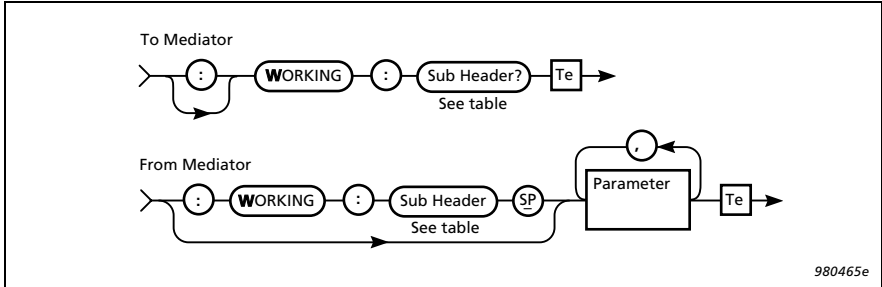 To Mediator
: WORKING : Sub Header? Te
See table
From Mediator
,
Parameter
: WORKING : Sub Header SP Te
See table
980465e